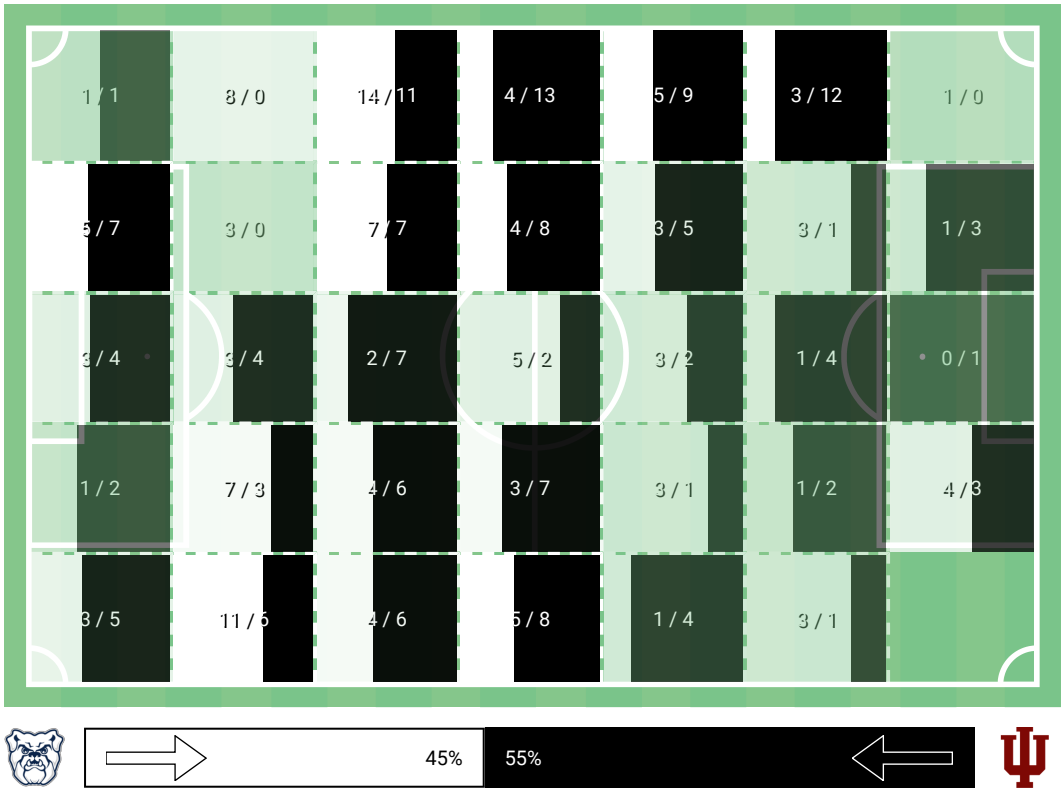 1 / 1 8 / 0 14 / 11 4 / 13 5 / 9 3 / 12 1 / 0
5 / 7 3 / 0 7 / 7 4 / 8 3 / 5 3 / 1 1 / 3
3 / 4 3 / 4 2 / 7 5 / 2 3 / 2 1 / 4 0 / 1
1 / 2 7 / 3 4 / 6 3 / 7 3 / 1 1 / 2 4 / 3
3 / 5 11 / 6 4 / 6 5 / 8 1 / 4 3 / 1
45% 55%